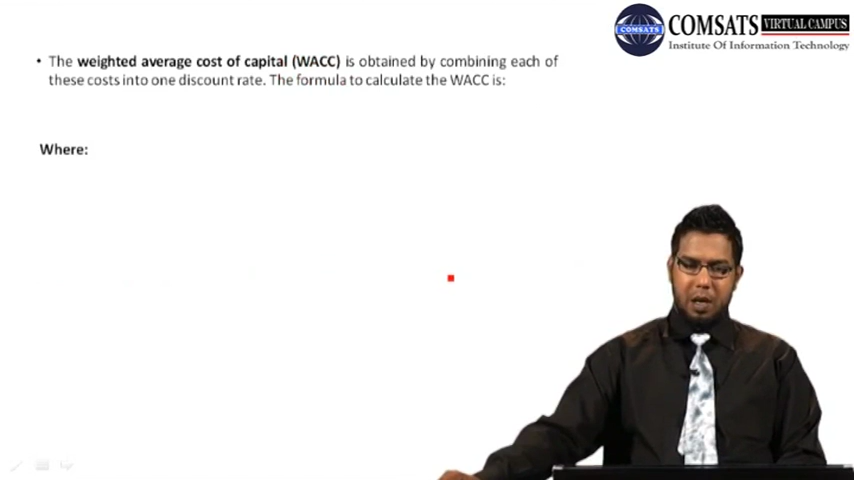 COMSATS VIRTUAL CAMPUS
Institute Of Information Technology
COMSATS
• The weighted average cost of capital (WACC) is obtained by combining each of
these costs into one discount rate. The formula to calculate the WACC is:
Where: